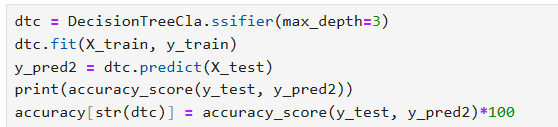 dtc = DecisionTreeCla.ssifier(max_depth=3)
dtc.fit(X_train, y_train)
y_pred2 = dtc.predict(X_test)
print(accuracy_score(y_test, y_pred2))
accuracy[str(dtc)] = accuracy_score(y_test, y_pred2)*100